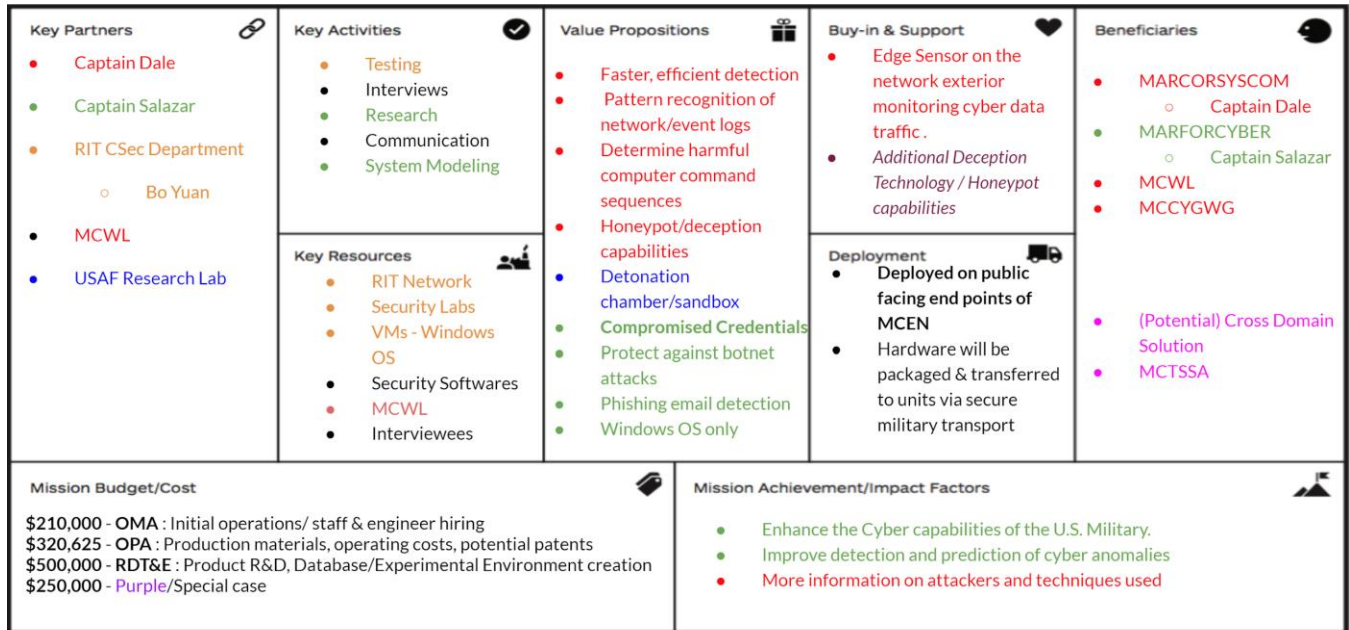 Key Partners
Captain Dale
Captain Salazar
RIT CSec Department
Bo Yuan
MCWL
USAF Research Lab
Key Activities
Testing
Interviews
Research
Communication
System Modeling
Key Resources
RIT Network
Security Labs
VMs - Windows
OS
Security Softwares
MCWL
Interviewees
Value Propositions
Faster, efficient detection
Pattern recognition of
network/event logs
Determine harmful
computer command
sequences
Honeypot/deception
capabilities
Detonation
chamber/sandbox
Compromised Credentials
Protect against botnet
attacks
Phishing email detection
Windows OS only
Buy-in & Support
Edge Sensor on the
network exterior
monitoring cyber data
traffic .
Additional Deception
Technology / Honeypot
capabilities
Deployment
Deployed on public
facing end points of
MCEN
Hardware will be
packaged & transferred
to units via secure
military transport
Beneficiaries
MARCORSYSCOM
Captain Dale
MARFORCYBER
Captain Salazar
MCWL
MCCYGWG
(Potential) Cross Domain
Solution
MCTSSA
Mission Budget/Cost
$210,000 - OMA : Initial operations/ staff & engineer hiring
$320,625 - OPA : Production materials, operating costs, potential patents
$500,000 - RDT&E : Product R&D, Database/Experimental Environment creation
$250,000 - Purple/Special case
Mission Achievement/Impact Factors
Enhance the Cyber capabilities of the U.S. Military.
Improve detection and prediction of cyber anomalies
More information on attackers and techniques used